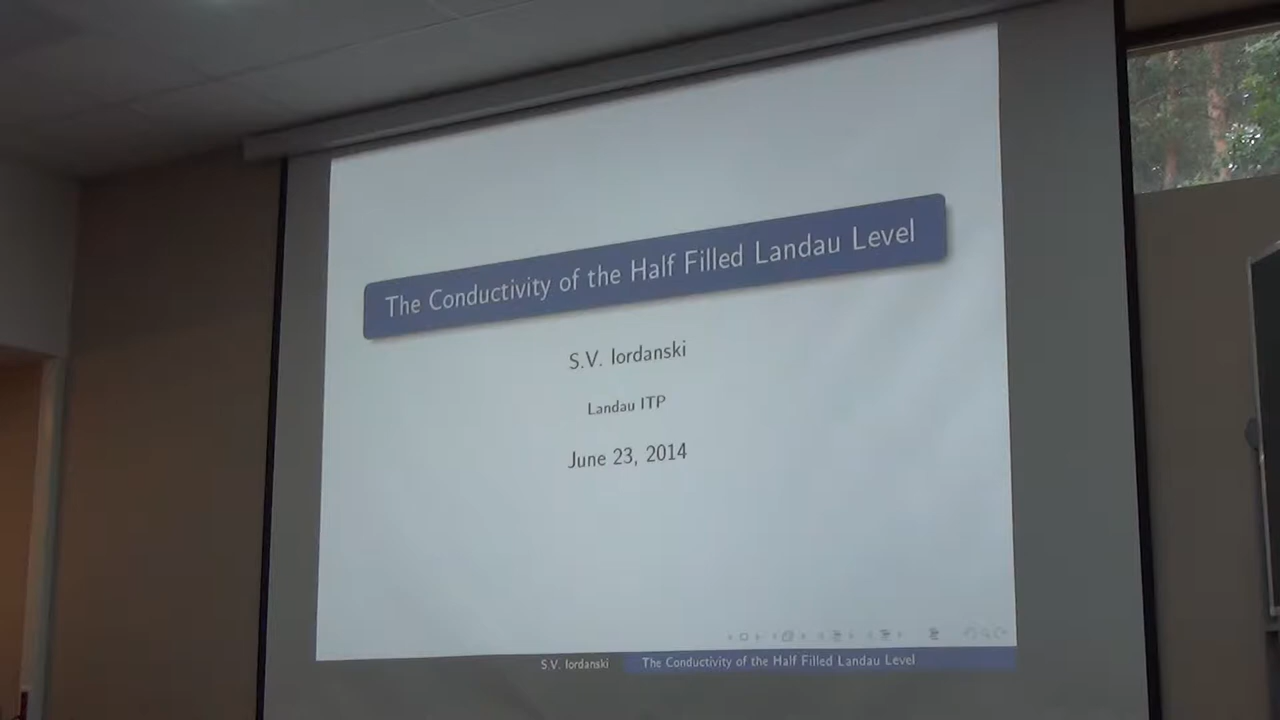 The Conductivity of the Half Filled Landau Level
S.V. Iordanski
Landau ITP
June 23, 2014
S.V. Iordanski The Conductivity of the Half Filled Landau Level